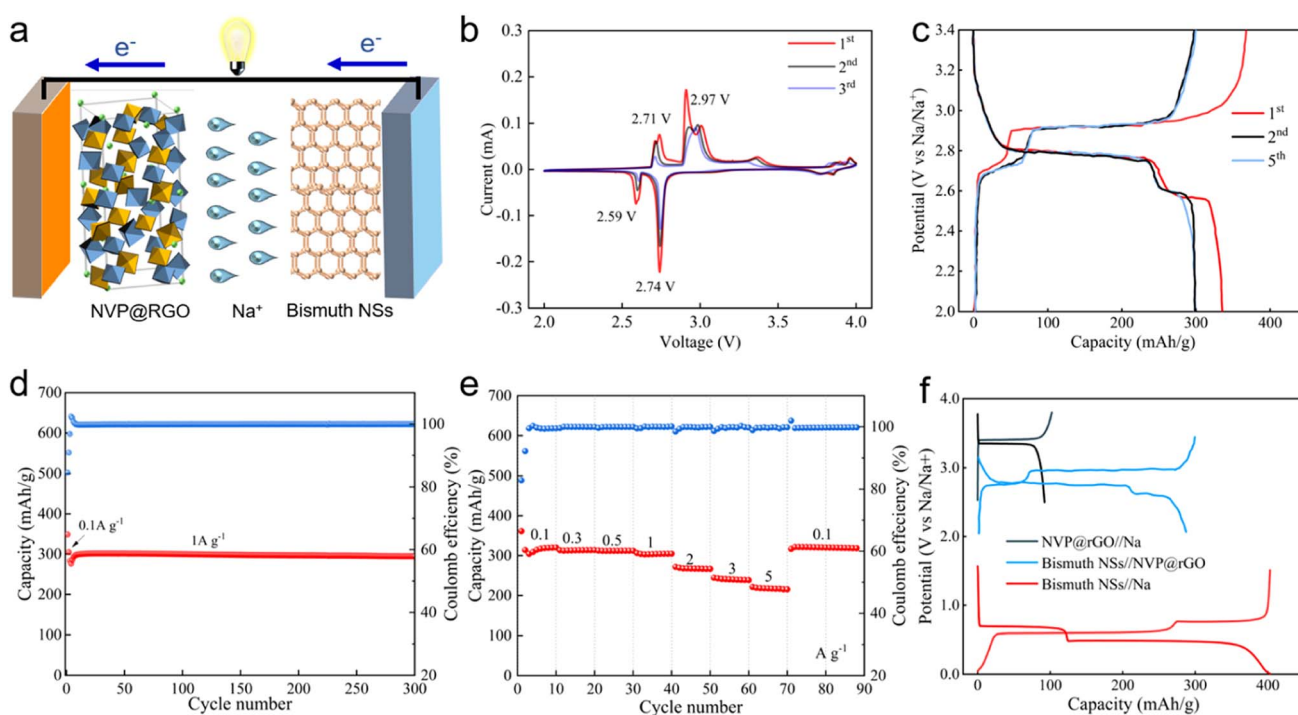 a
e⁻
e⁻
NVP@RGO
Na⁺
Bismuth NSs
b
0.3
0.2
0.1
0.0
0.1
0.2
0.3
Current (mA)
2.0
2.5
3.0
3.5
4.0
Voltage (V)
1ˢᵗ
2ⁿᵈ
3ʳᵈ
2.97 V
2.71 V
2.59 V
2.74 V
c
3.4
3.2
3.0
2.8
2.6
2.4
2.2
2.0
Potential (V vs Na/Na⁺)
0
100
200
300
400
Capacity (mAh/g)
1ˢᵗ
2ⁿᵈ
5ᵗʰ
d
700
600
500
400
300
200
100
0
Capacity (mAh/g)
0.1A g⁻¹
1A g⁻¹
100
80
60
40
20
Coulomb effciency (%)
0
50
100
150
200
250
300
Cycle number
e
700
600
500
400
300
200
100
0
Capacity (mAh/g)
0.1
0.3
0.5
1
2
3
5
0.1
A g⁻¹
100
90
80
70
60
50
40
30
20
Coulomb effeciency (%)
0
10
20
30
40
50
60
70
80
90
Cycle number
f
4.0
3.0
2.0
1.0
0.0
Potential (V vs Na/Na+)
NVP@rGO//Na
Bismuth NSs//NVP@rGO
Bismuth NSs//Na
0
100
200
300
400
Capacity (mAh/g)